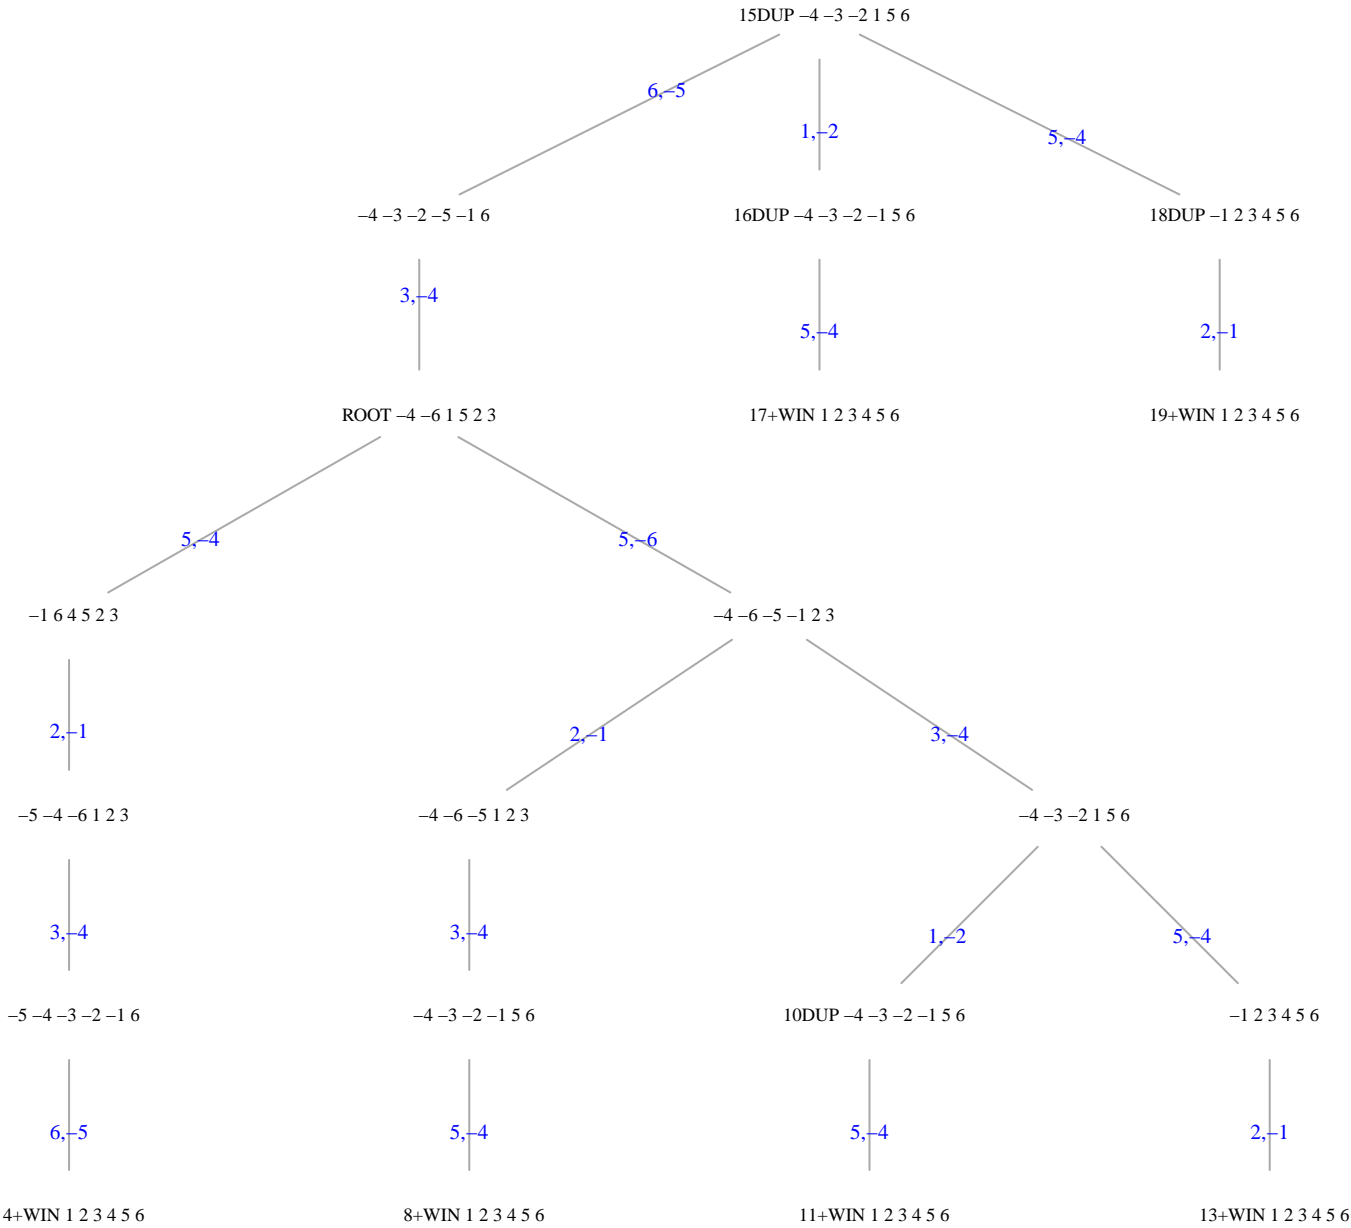 15DUP –4 –3 –2 1 5 6
6,–5
1,–2
5,–4
–4 –3 –2 –5 –1 6
16DUP –4 –3 –2 –1 5 6
18DUP –1 2 3 4 5 6
3,–4
5,–4
2,–1
ROOT –4 –6 1 5 2 3
17+WIN 1 2 3 4 5 6
19+WIN 1 2 3 4 5 6
5,–4
5,–6
–1 6 4 5 2 3
–4 –6 –5 –1 2 3
2,–1
2,–1
3,–4
–5 –4 –6 1 2 3
–4 –6 –5 1 2 3
–4 –3 –2 1 5 6
3,–4
3,–4
1,–2
5,–4
–5 –4 –3 –2 –1 6
–4 –3 –2 –1 5 6
10DUP –4 –3 –2 –1 5 6
–1 2 3 4 5 6
6,–5
5,–4
5,–4
2,–1
4+WIN 1 2 3 4 5 6
8+WIN 1 2 3 4 5 6
11+WIN 1 2 3 4 5 6
13+WIN 1 2 3 4 5 6